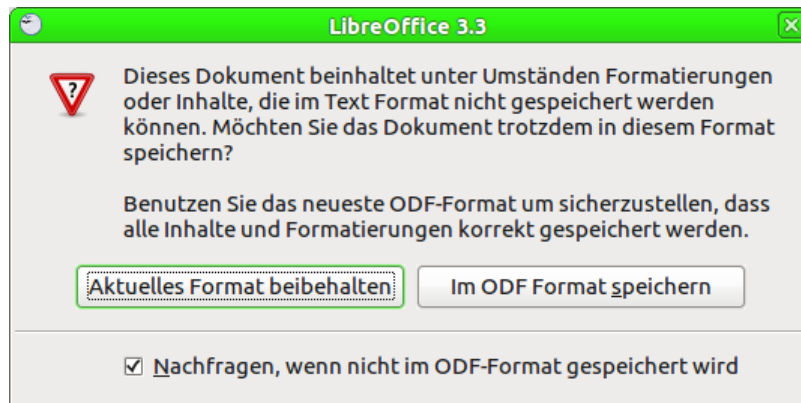 LibreOffice 3.3
Dieses Dokument beinhaltet unter Umständen Formatierungen
oder Inhalte, die im Text Format nicht gespeichert werden
können. Möchten Sie das Dokument trotzdem in diesem Format
speichern?
Benutzen Sie das neueste ODF-Format um sicherzustellen, dass
alle Inhalte und Formatierungen korrekt gespeichert werden.
Aktuelles Format beibehalten Im ODF Format speichern
Nachfragen, wenn nicht im ODF-Format gespeichert wird